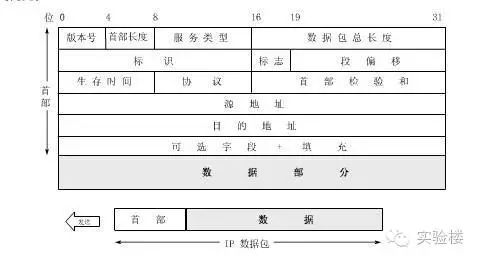 位 0 4 8 16 19 31
版本号 首部长度 服务类型 数据包总长度
标识 标志 段偏移
生存时间 协议 首部检验和
首部
源地址
目的地址
可选字段 + 填充
数据部分
发送 首部 数据
IP 数据包
实验楼